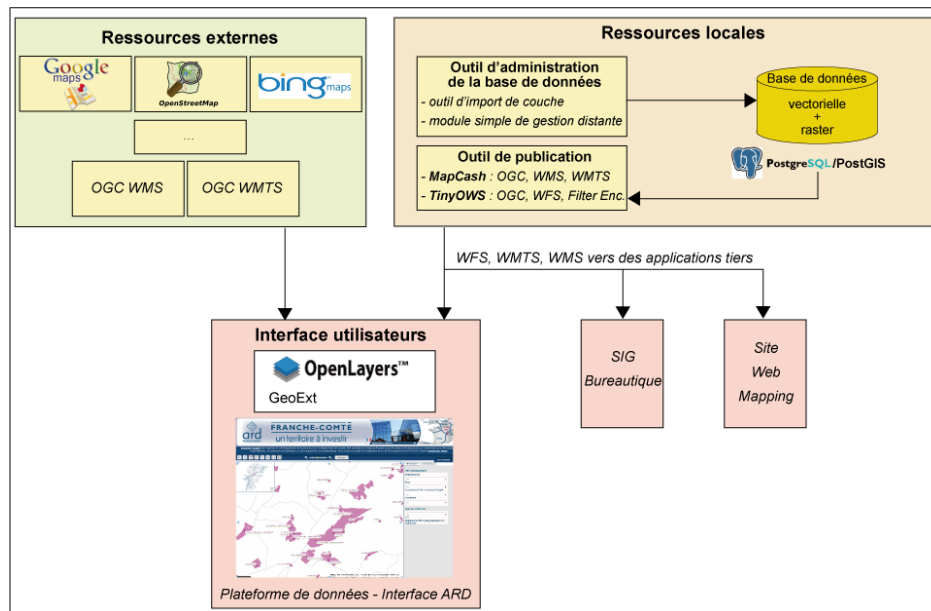 Ressources externes
Google
maps
OpenStreetMap
bing maps
...
OGC WMS
OGC WMTS
Ressources locales
Outil d'administration
de la base de données
- outil d'import de couche
- module simple de gestion distante
Base de données
vectorielle
+
raster
PostgreSQL/PostGIS
Outil de publication
- MapCash : OGC, WMS, WMTS
- TinyOWS : OGC, WFS, Filter Enc.
WFS, WMTS, WMS vers des applications tiers
Interface utilisateurs
OpenLayers™
GeoExt
ard
FRANCHE-COMTÉ
un territoire à investir
Plateforme de données - Interface ARD
SIG
Bureautique
Site
Web
Mapping